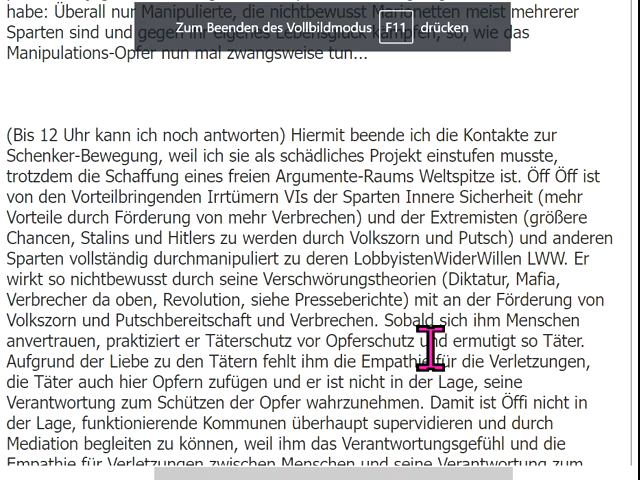 habe: Überall nur Manipulierte, die nichtbewusst Marionetten meist mehrerer
Sparten sind und gegen ihr eigenes Lebensglück kämpfen, so, wie das
Manipulations-Opfer nun mal zwangsweise tun...
Zum Beenden des Vollbildmodus F11 drücken
(Bis 12 Uhr kann ich noch antworten) Hiermit beende ich die Kontakte zur
Schenker-Bewegung, weil ich sie als schädliches Projekt einstufen musste,
trotzdem die Schaffung eines freien Argumente-Raums Weltspitze ist. Öff Öff ist
von den Vorteilbringenden Irrtümern VIs der Sparten Innere Sicherheit (mehr
Vorteile durch Förderung von mehr Verbrechen) und der Extremisten (größere
Chancen, Stalins und Hitlers zu werden durch Volkszorn und Putsch) und anderen
Sparten vollständig durchmanipuliert zu deren LobbyistenWiderWillen LWW. Er
wirkt so nichtbewusst durch seine Verschwörungstheorien (Diktatur, Mafia,
Verbrecher da oben, Revolution, siehe Presseberichte) mit an der Förderung von
Volkszorn und Putschbereitschaft und Verbrechen. Sobald sich ihm Menschen
anvertrauen, praktiziert er Täterschutz vor Opferschutz und ermutigt so Täter.
Aufgrund der Liebe zu den Tätern fehlt ihm die Empathie für die Verletzungen,
die Täter auch hier Opfern zufügen und er ist nicht in der Lage, seine
Verantwortung zum Schützen der Opfer wahrzunehmen. Damit ist Öffi nicht in
der Lage, funktionierende Kommunen überhaupt supervidieren und durch
Mediation begleiten zu können, weil ihm das Verantwortungsgefühl und die
Empathie für Verletzungen zwischen Menschen und seine Verantwortung zum